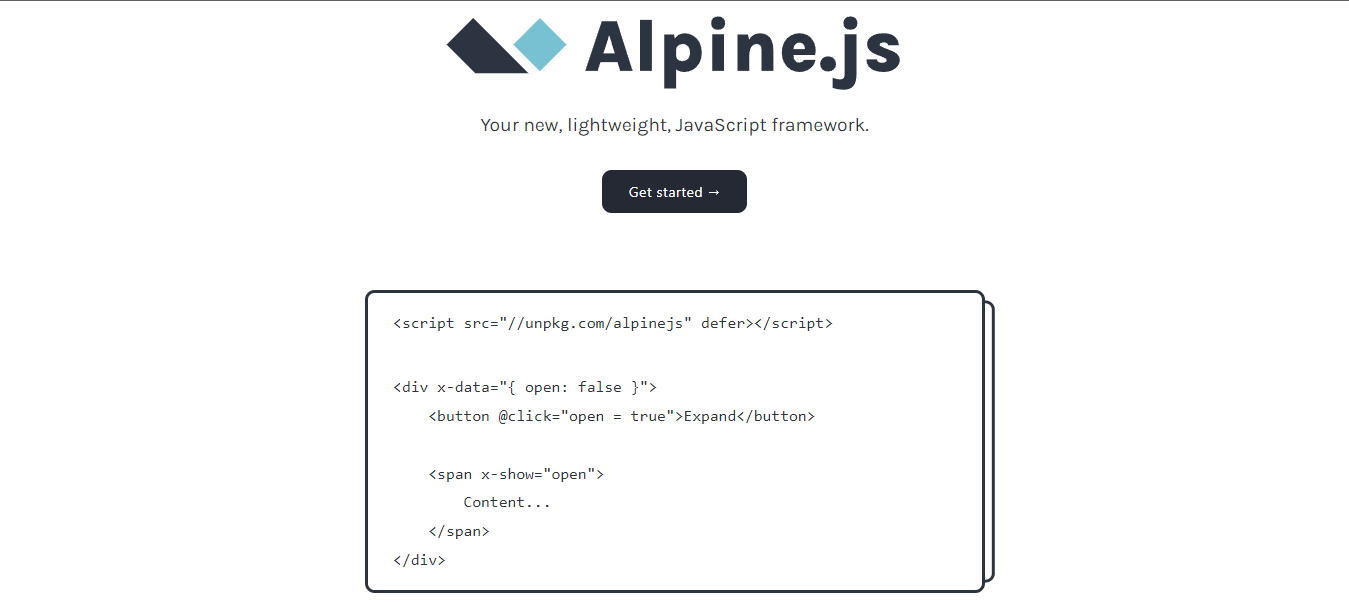 Alpine.js
Your new, lightweight, JavaScript framework.
Get started →
<script src="//unpkg.com/alpinejs" defer></script>
<div x-data="{ open: false }">
<button @click="open = true">Expand</button>
<span x-show="open">
Content...
</span>
</div>